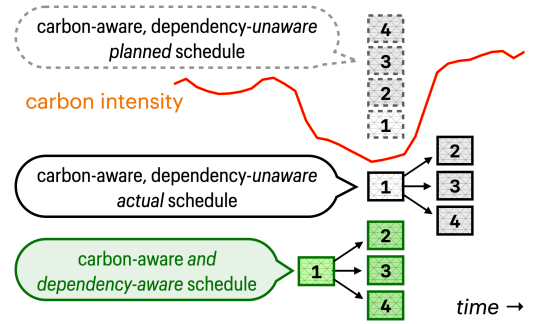 carbon-aware, dependency-unaware
planned schedule
4
3
2
1
carbon intensity
carbon-aware, dependency-unaware
actual schedule
1
2
3
4
carbon-aware and
dependency-aware schedule
1
2
3
4
time →